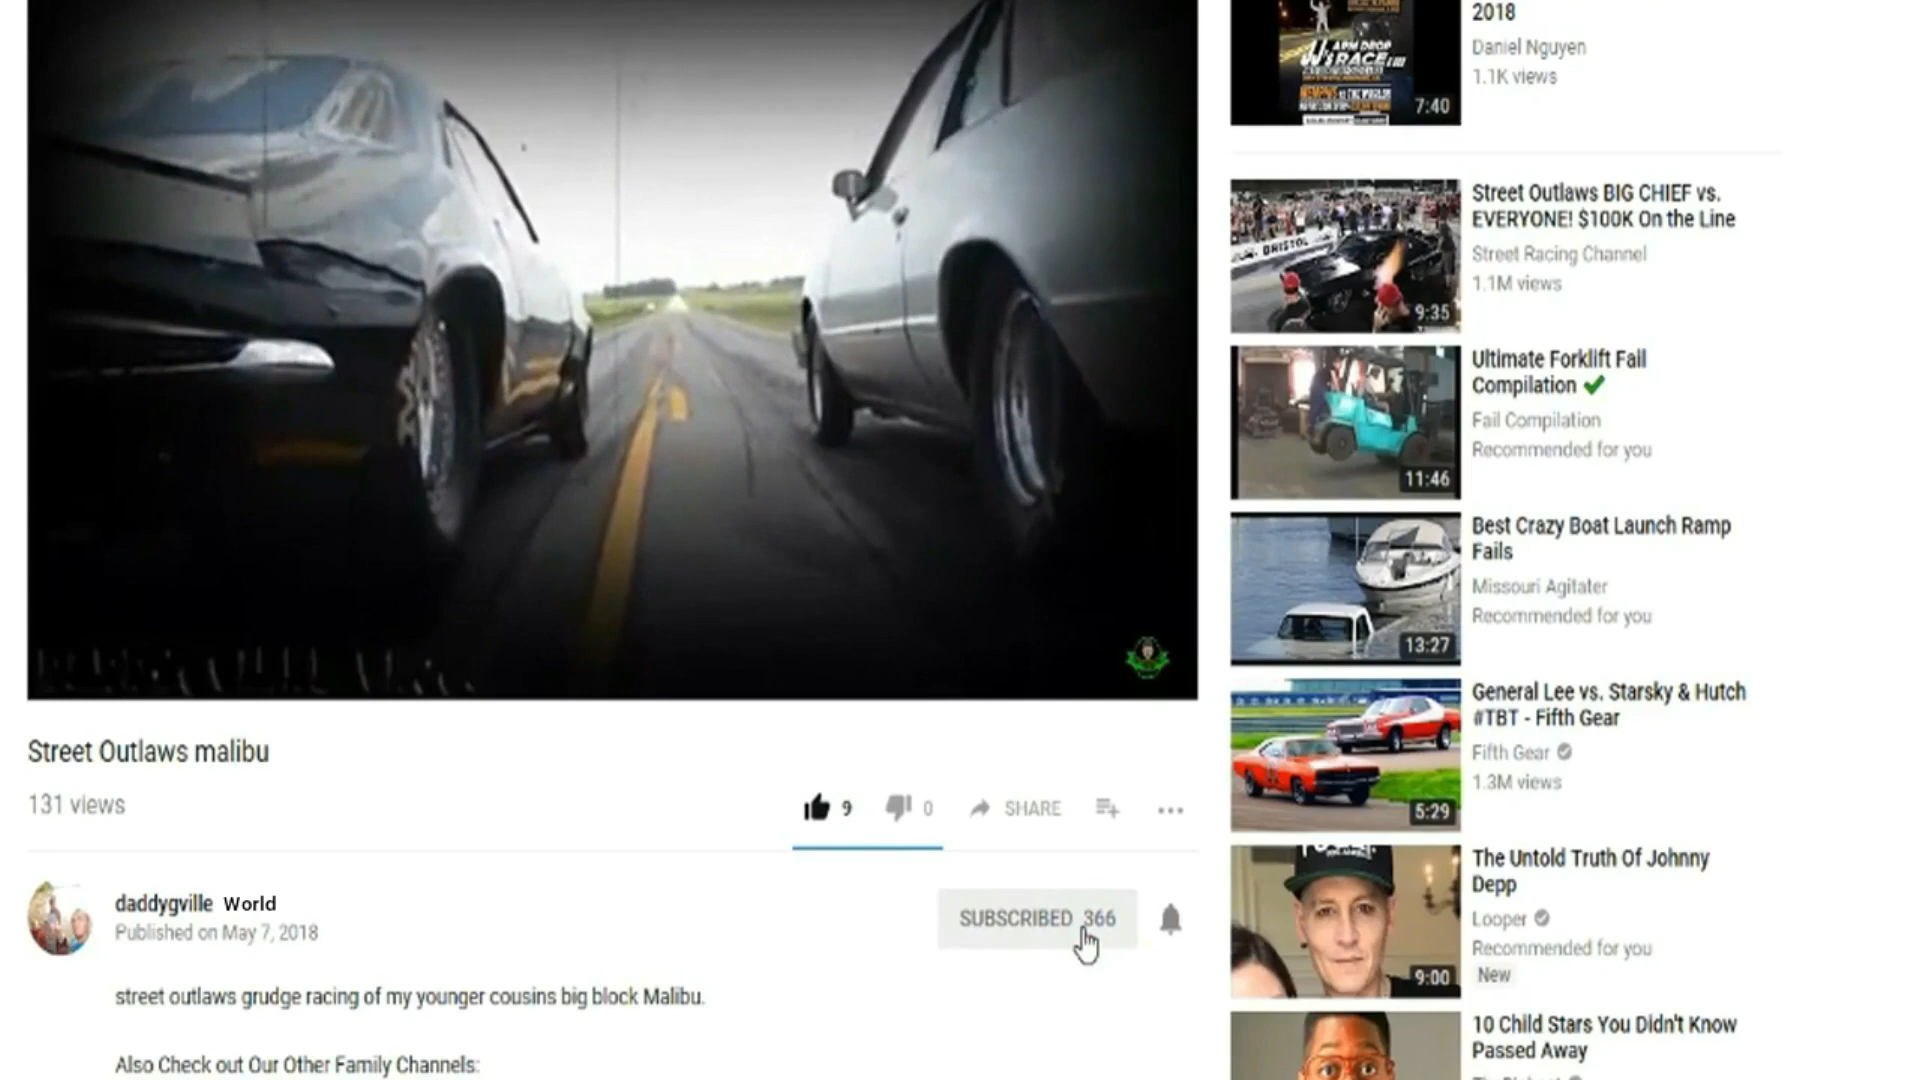 2018
Daniel Nguyen
1.1K views
ARM DROP
RACE
7:40
Street Outlaws BIG CHIEF vs.
EVERYONE! $100K On the Line
Street Racing Channel
1.1M views
BRISTOL
9:35
Ultimate Forklift Fail
Compilation ✔
Fail Compilation
Recommended for you
11:46
Best Crazy Boat Launch Ramp
Fails
Missouri Agitater
Recommended for you
13:27
General Lee vs. Starsky & Hutch
#TBT - Fifth Gear
Fifth Gear
1.3M views
5:29
The Untold Truth Of Johnny
Depp
Looper
Recommended for you
New
9:00
10 Child Stars You Didn't Know
Passed Away
Street Outlaws malibu
131 views
9 0 SHARE
daddygville World
Published on May 7, 2018
SUBSCRIBED 366
street outlaws grudge racing of my younger cousins big block Malibu.
Also Check out Our Other Family Channels: